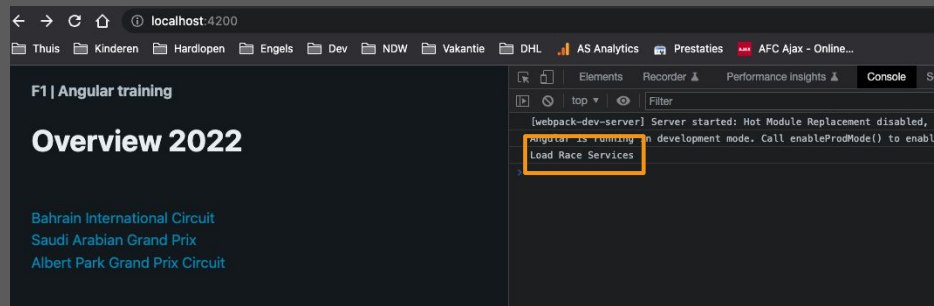 localhost:4200
Thuis Kinderen Hardlopen Engels Dev NDW Vakantie DHL AS Analytics Prestaties AFC Ajax - Online...
F1 | Angular training
Overview 2022
Bahrain International Circuit
Saudi Arabian Grand Prix
Albert Park Grand Prix Circuit
Elements Recorder Performance insights Console S
top Filter
[webpack-dev-server] Server started: Hot Module Replacement disabled,
Angular is running in development mode. Call enableProdMode() to enabl
Load Race Services